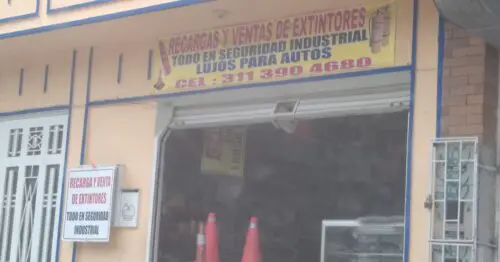 RECARGAS Y VENTAS DE EXTINTORES
TODO EN SEGURIDAD INDUSTRIAL
LUJOS PARA AUTOS
CEL : 311 390 4680
RECARGA Y VENTA
DE EXTINTORES
TODO EN SEGURIDAD
INDUSTRIAL